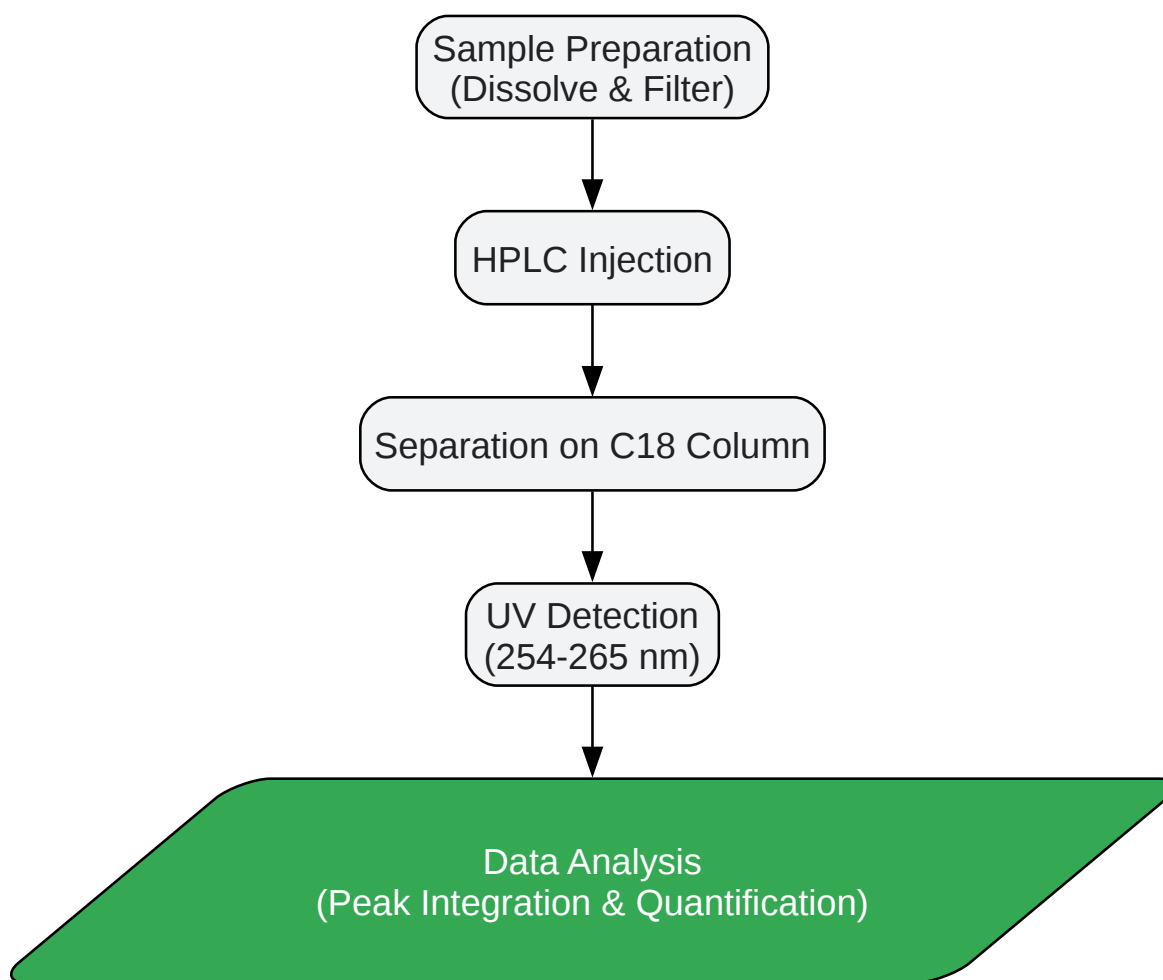 Sample Preparation
(Dissolve & Filter)
HPLC Injection
Separation on C18 Column
UV Detection
(254-265 nm)
Data Analysis
(Peak Integration & Quantification)